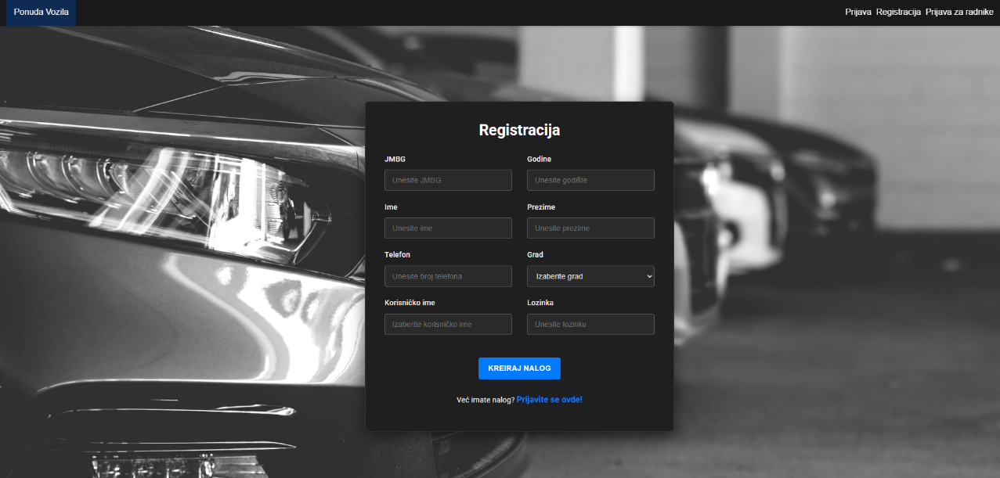 Ponuda Vozila
Prijava Registracija Prijava za radnike
Registracija
JMBG Godine
Unesite JMBG Unesite godište
Ime Prezime
Unesite ime Unesite prezime
Telefon Grad
Unesite broj telefona Izaberite grad
Korisničko ime Lozinka
Izaberite korisničko ime Unesite lozinku
KREIRAJ NALOG
Već imate nalog? Prijavite se ovde!